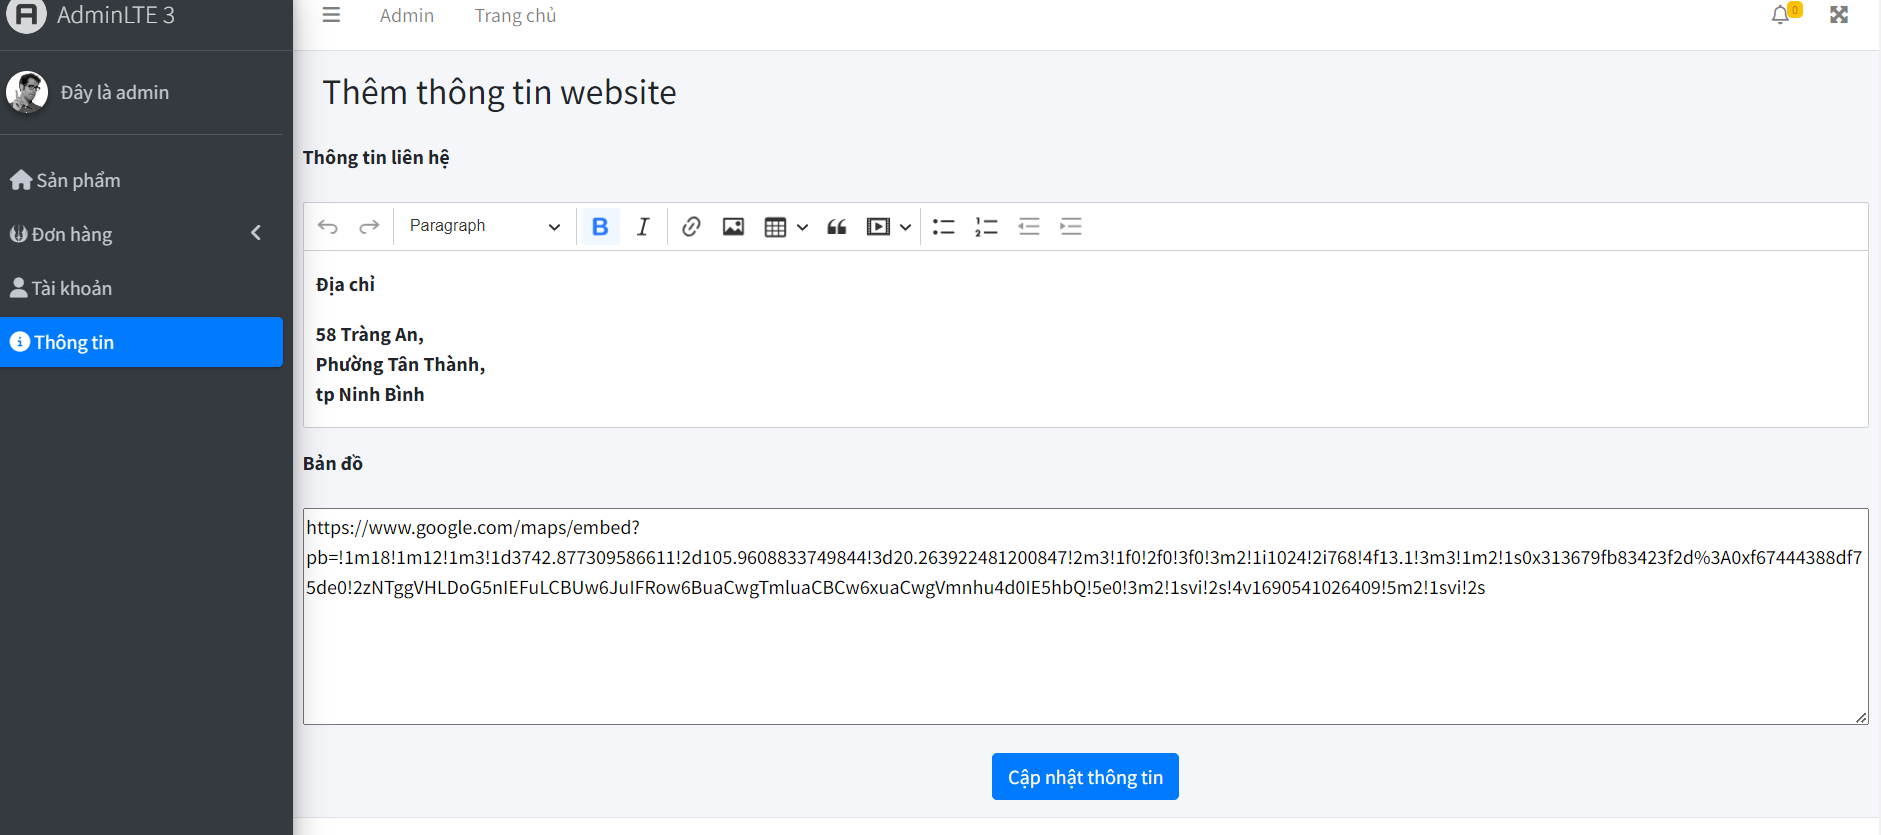 AdminLTE 3
Admin
Trang chủ
0
Đây là admin
Sản phẩm
Đơn hàng
Tài khoản
Thông tin
Thêm thông tin website
Thông tin liên hệ
Paragraph
B
I
Địa chỉ
58 Tràng An,
Phường Tân Thành,
tp Ninh Bình
Bản đồ
https://www.google.com/maps/embed?
pb=!1m18!1m12!1m3!1d3742.877309586611!2d105.9608833749844!3d20.263922481200847!2m3!1f0!2f0!3f0!3m2!1i1024!2i768!4f13.1!3m3!1m2!1s0x313679fb83423f2d%3A0xf67444388df7
5de0!2zNTggVHLDoG5nIEFuLCBUw6JuIFRow6BuaCwgTmluaCBCw6xuaCwgVmnhu4d0IE5hbQ!5e0!3m2!1svi!2s!4v1690541026409!5m2!1svi!2s
Cập nhật thông tin